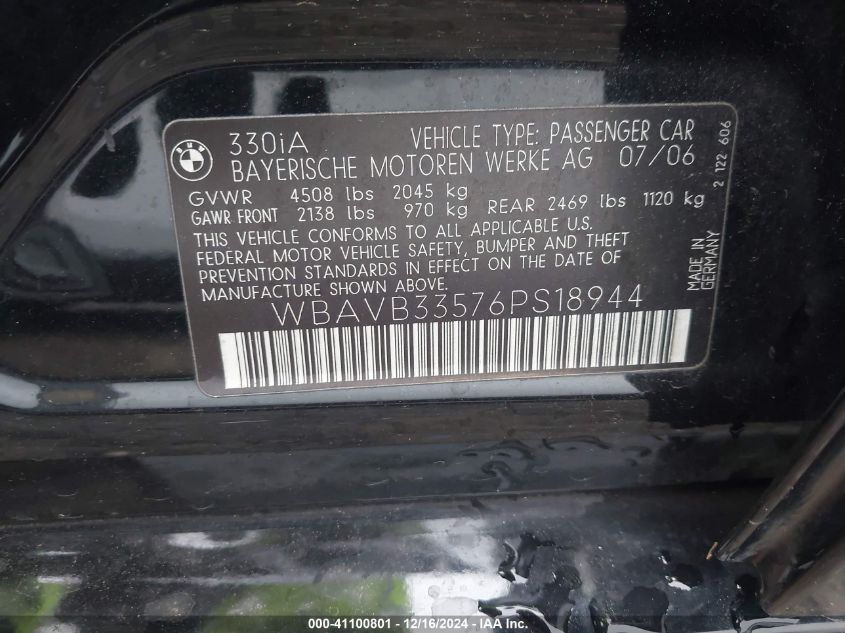 330iA VEHICLE TYPE: PASSENGER CAR
BAYERISCHE MOTOREN WERKE AG 07/06
GVWR 4508 lbs 2045 kg
GAWR FRONT 2138 lbs 970 kg REAR 2469 lbs 1120 kg
THIS VEHICLE CONFORMS TO ALL APPLICABLE U.S.
FEDERAL MOTOR VEHICLE SAFETY, BUMPER AND THEFT
PREVENTION STANDARDS IN EFFECT ON THE DATE OF
MANUFACTURE SHOWN ABOVE.
WBAVB33576PS18944
2 122 606
MADE IN
GERMANY
000-41100801 - 12/16/2024 - IAA Inc.